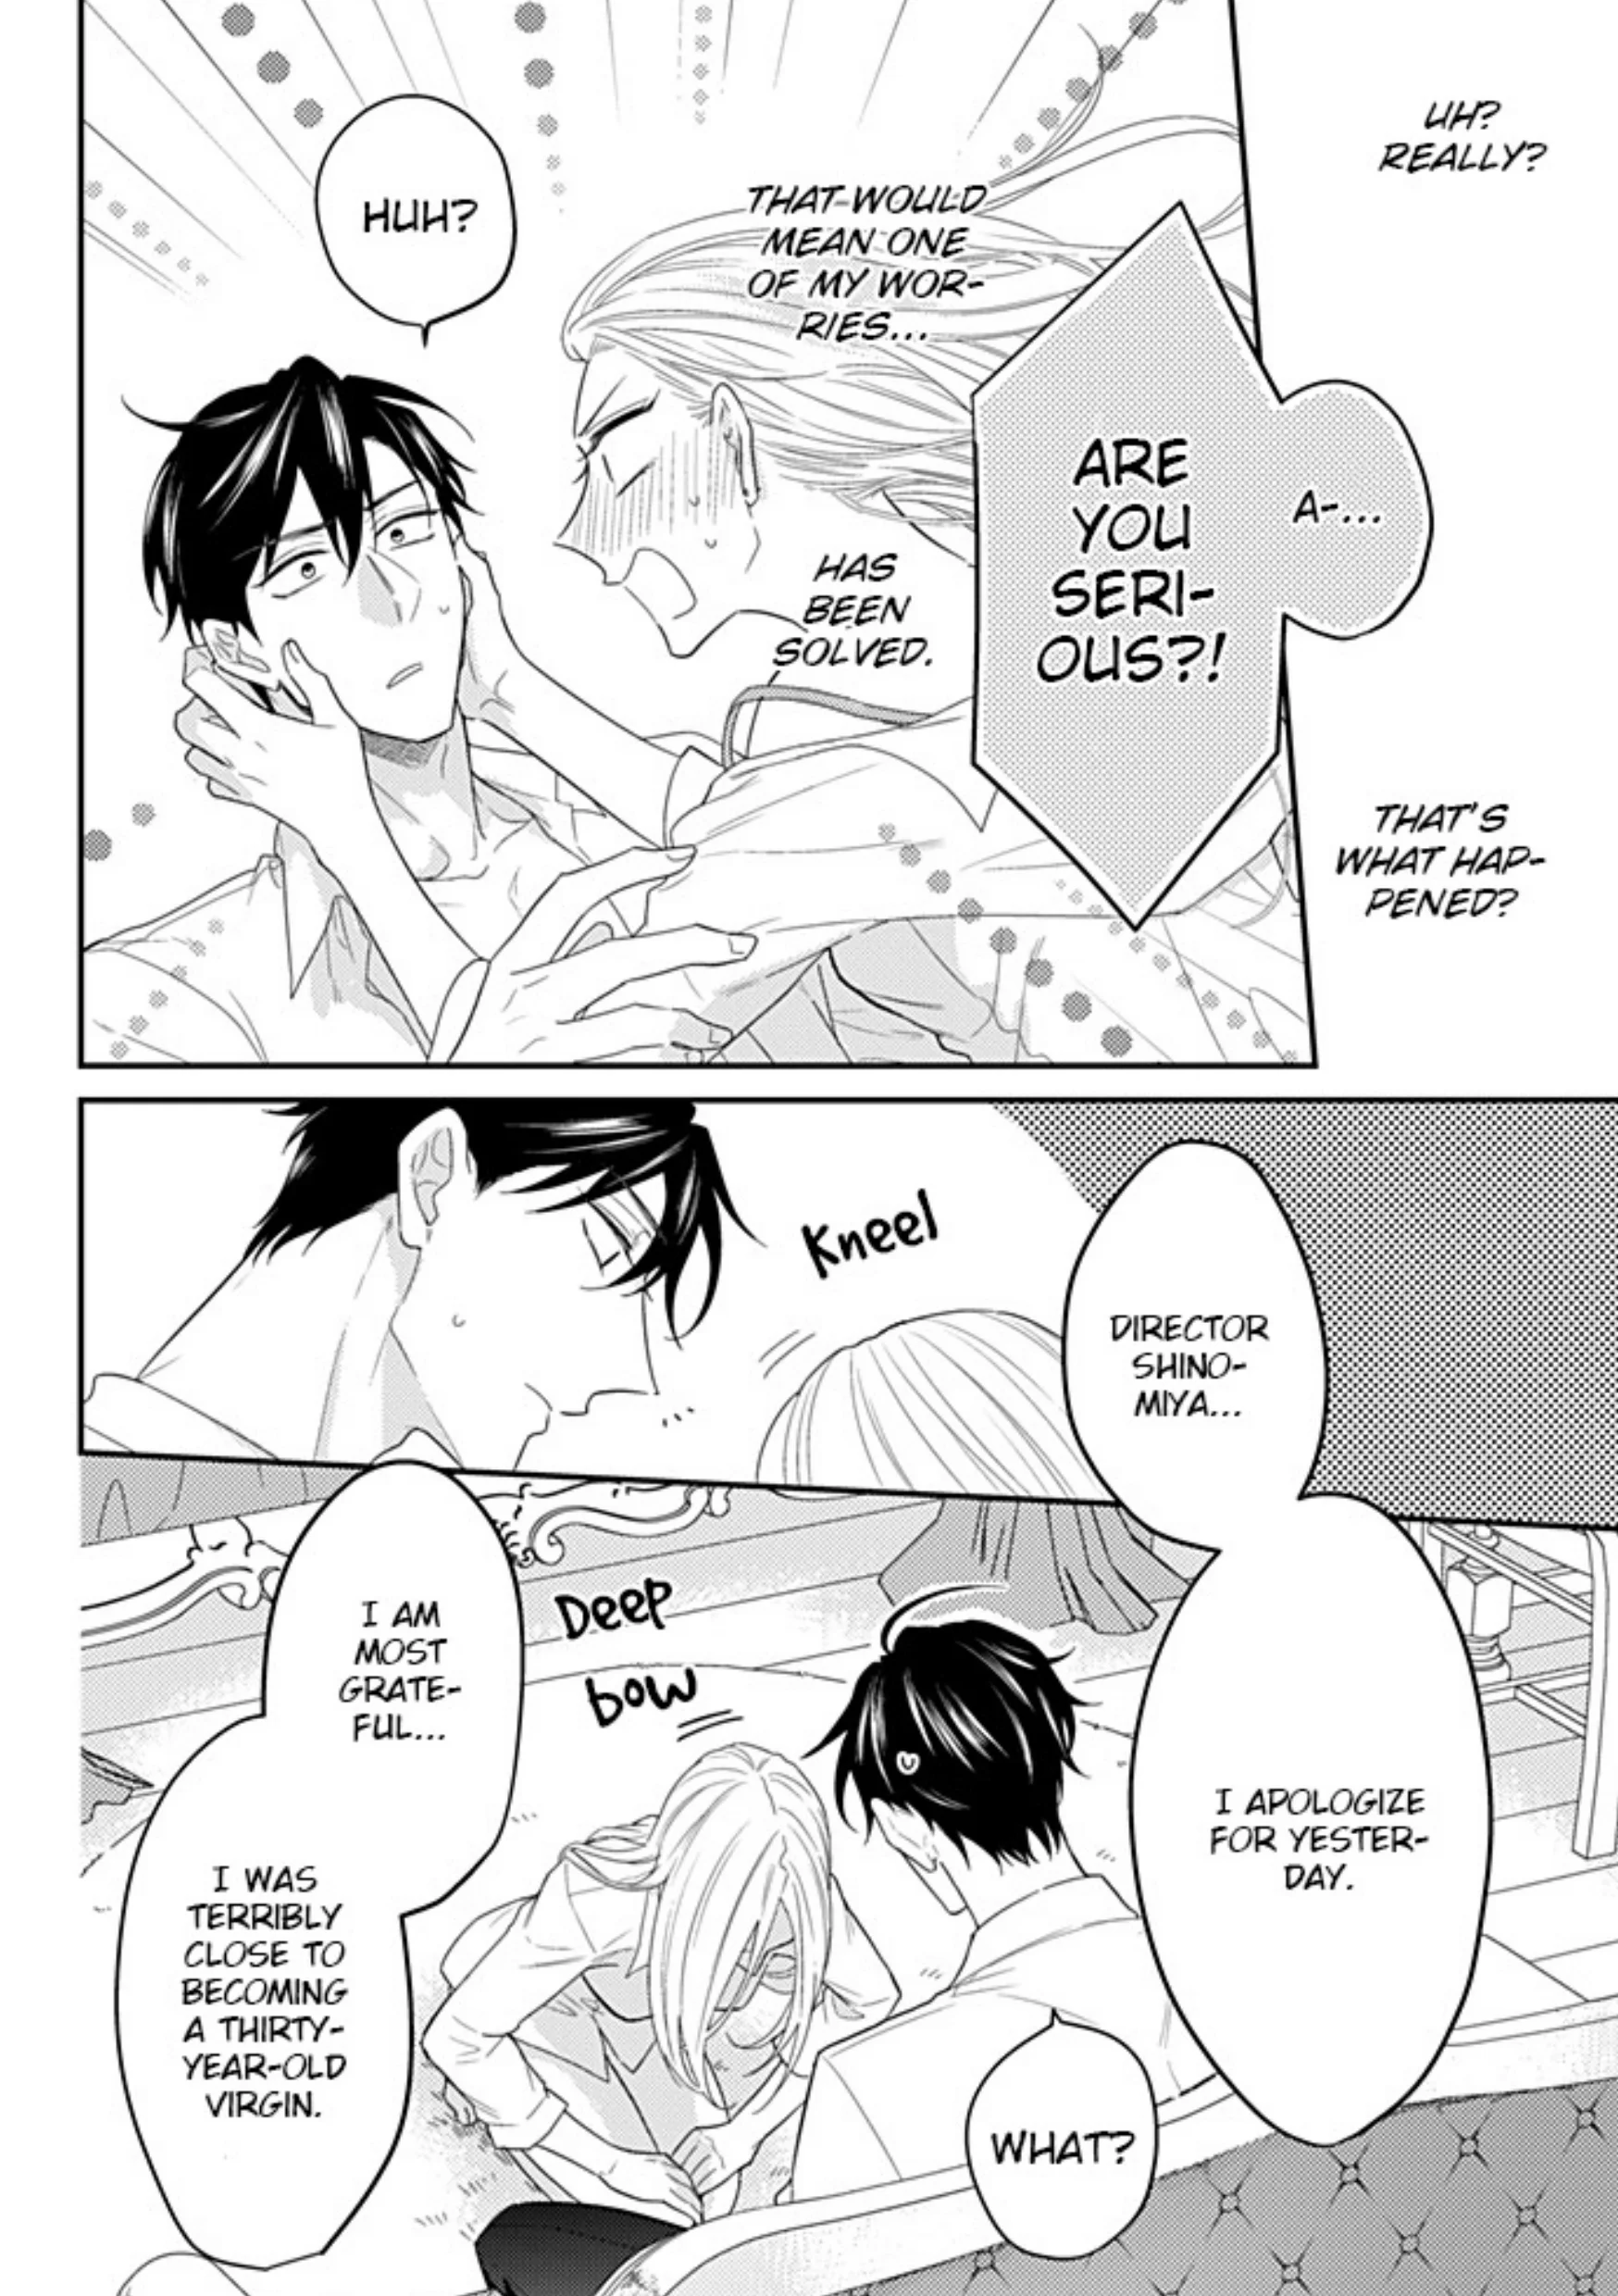 UH?
REALLY?
THAT'S
WHAT HAP-
PENED?
A-...
ARE
YOU
SERI-
OUS?!
THAT WOULD
MEAN ONE
OF MY WOR-
RIES...
HAS
BEEN
SOLVED.
HUH?
DIRECTOR
SHINO-
MIYA...
Kneel
I APOLOGIZE
FOR YESTER-
DAY.
Deep
bow
WHAT?
I AM
MOST
GRATE-
FUL...
I WAS
TERRIBLY
CLOSE TO
BECOMING
A THIRTY-
YEAR-OLD
VIRGIN.